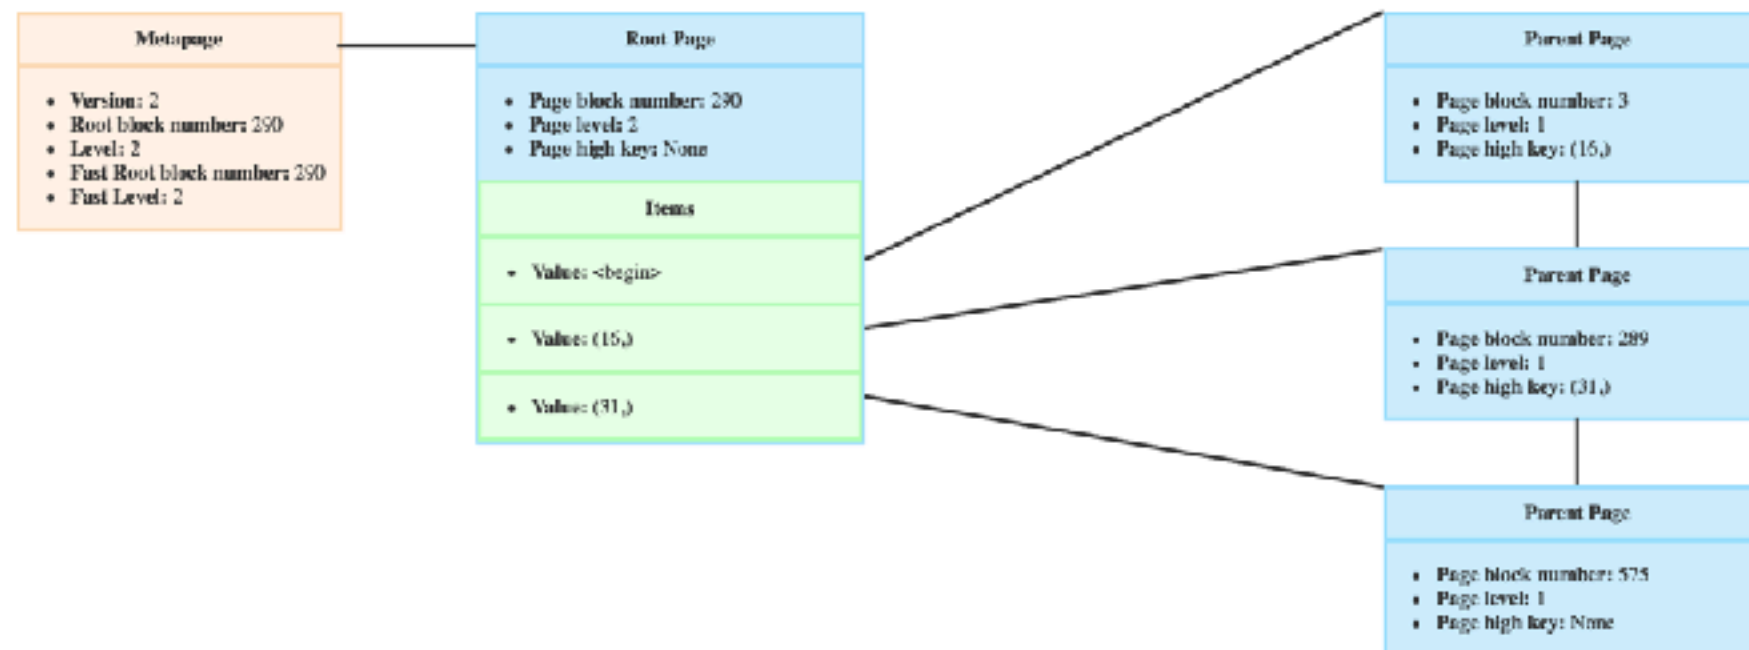 Metapage
• Version: 2
• Root block number: 290
• Level: 2
• Fast Root block number: 290
• Fast Level: 2
Root Page
• Page block number: 290
• Page level: 2
• Page high key: None
Items
• Value: <begin>
• Value: (16,)
• Value: (31,)
Parent Page
• Page block number: 3
• Page level: 1
• Page high key: (16,)
Parent Page
• Page block number: 289
• Page level: 1
• Page high key: (31,)
Parent Page
• Page block number: 575
• Page level: 1
• Page high key: None